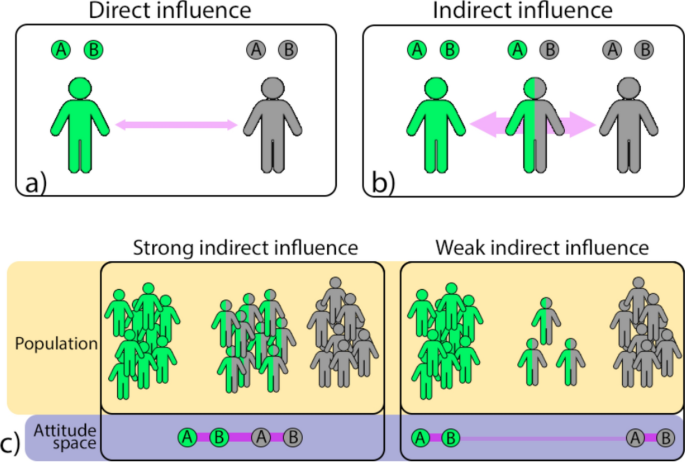 Direct influence
Indirect influence
A B A B
A B A B A B
a)
b)
Strong indirect influence
Weak indirect influence
Population
Attitude
space
c)
A B A B
A B A B